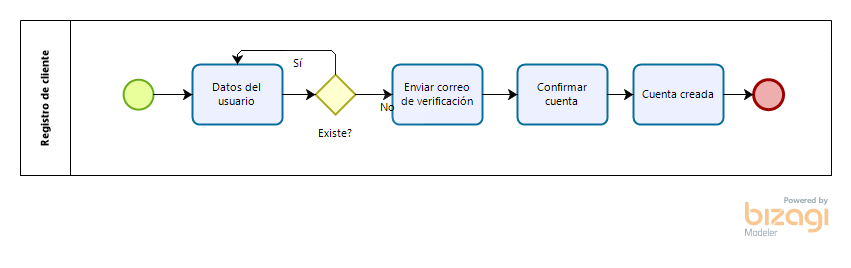 Registro de cliente
Sí
Datos del
usuario
Existe?
No
Enviar correo
de verificación
Confirmar
cuenta
Cuenta creada
Powered by
bizagi
Modeler